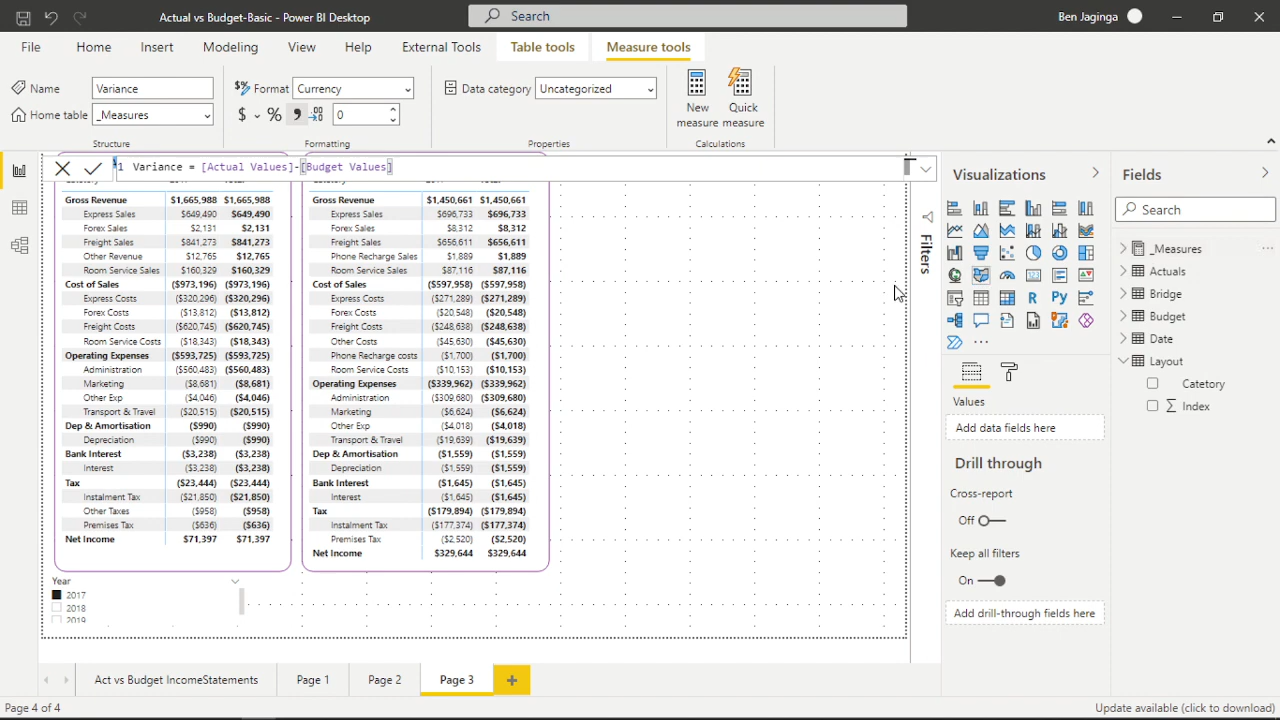 Actual vs Budget-Basic - Power BI Desktop
Search
Ben Jaginga
File Home Insert Modeling View Help External Tools Table tools Measure tools
Name Variance
Home table _Measures
Structure
Format Currency
$ % 9 0
Formatting
Data category Uncategorized
Properties
New measure
Quick measure
Calculations
1 Variance = [Actual Values]-[Budget Values]
Gross Revenue $1,665,988 $1,665,988
Express Sales $649,490 $649,490
Forex Sales $2,131 $2,131
Freight Sales $841,273 $841,273
Other Revenue $12,765 $12,765
Room Service Sales $160,329 $160,329
Cost of Sales ($973,196) ($973,196)
Express Costs ($320,296) ($320,296)
Forex Costs ($13,812) ($13,812)
Freight Costs ($620,745) ($620,745)
Room Service Costs ($18,343) ($18,343)
Operating Expenses ($593,725) ($593,725)
Administration ($560,483) ($560,483)
Marketing ($8,681) ($8,681)
Other Exp ($4,046) ($4,046)
Transport & Travel ($20,515) ($20,515)
Dep & Amortisation ($990) ($990)
Depreciation ($990) ($990)
Bank Interest ($3,238) ($3,238)
Interest ($3,238) ($3,238)
Tax ($23,444) ($23,444)
Instalment Tax ($21,850) ($21,850)
Other Taxes ($958) ($958)
Premises Tax ($636) ($636)
Net Income $71,397 $71,397
Gross Revenue $1,450,661 $1,450,661
Express Sales $696,733 $696,733
Forex Sales $8,312 $8,312
Freight Sales $656,611 $656,611
Phone Recharge Sales $1,889 $1,889
Room Service Sales $87,116 $87,116
Cost of Sales ($597,958) ($597,958)
Express Costs ($271,289) ($271,289)
Forex Costs ($20,548) ($20,548)
Freight Costs ($248,638) ($248,638)
Other Costs ($45,630) ($45,630)
Phone Recharge costs ($1,700) ($1,700)
Room Service Costs ($10,153) ($10,153)
Operating Expenses ($339,962) ($339,962)
Administration ($309,680) ($309,680)
Marketing ($6,624) ($6,624)
Other Exp ($4,018) ($4,018)
Transport & Travel ($19,639) ($19,639)
Dep & Amortisation ($1,559) ($1,559)
Depreciation ($1,559) ($1,559)
Bank Interest ($1,645) ($1,645)
Interest ($1,645) ($1,645)
Tax ($179,894) ($179,894)
Instalment Tax ($177,374) ($177,374)
Premises Tax ($2,520) ($2,520)
Net Income $329,644 $329,644
Year
2017
2018
2019
Filters
Visualizations
R Py
Values
Add data fields here
Drill through
Cross-report
Off
Keep all filters
On
Add drill-through fields here
Fields
Search
_Measures
Actuals
Bridge
Budget
Date
Layout
Catetory
Σ Index
Act vs Budget IncomeStatements Page 1 Page 2 Page 3 +
Page 4 of 4
Update available (click to download)